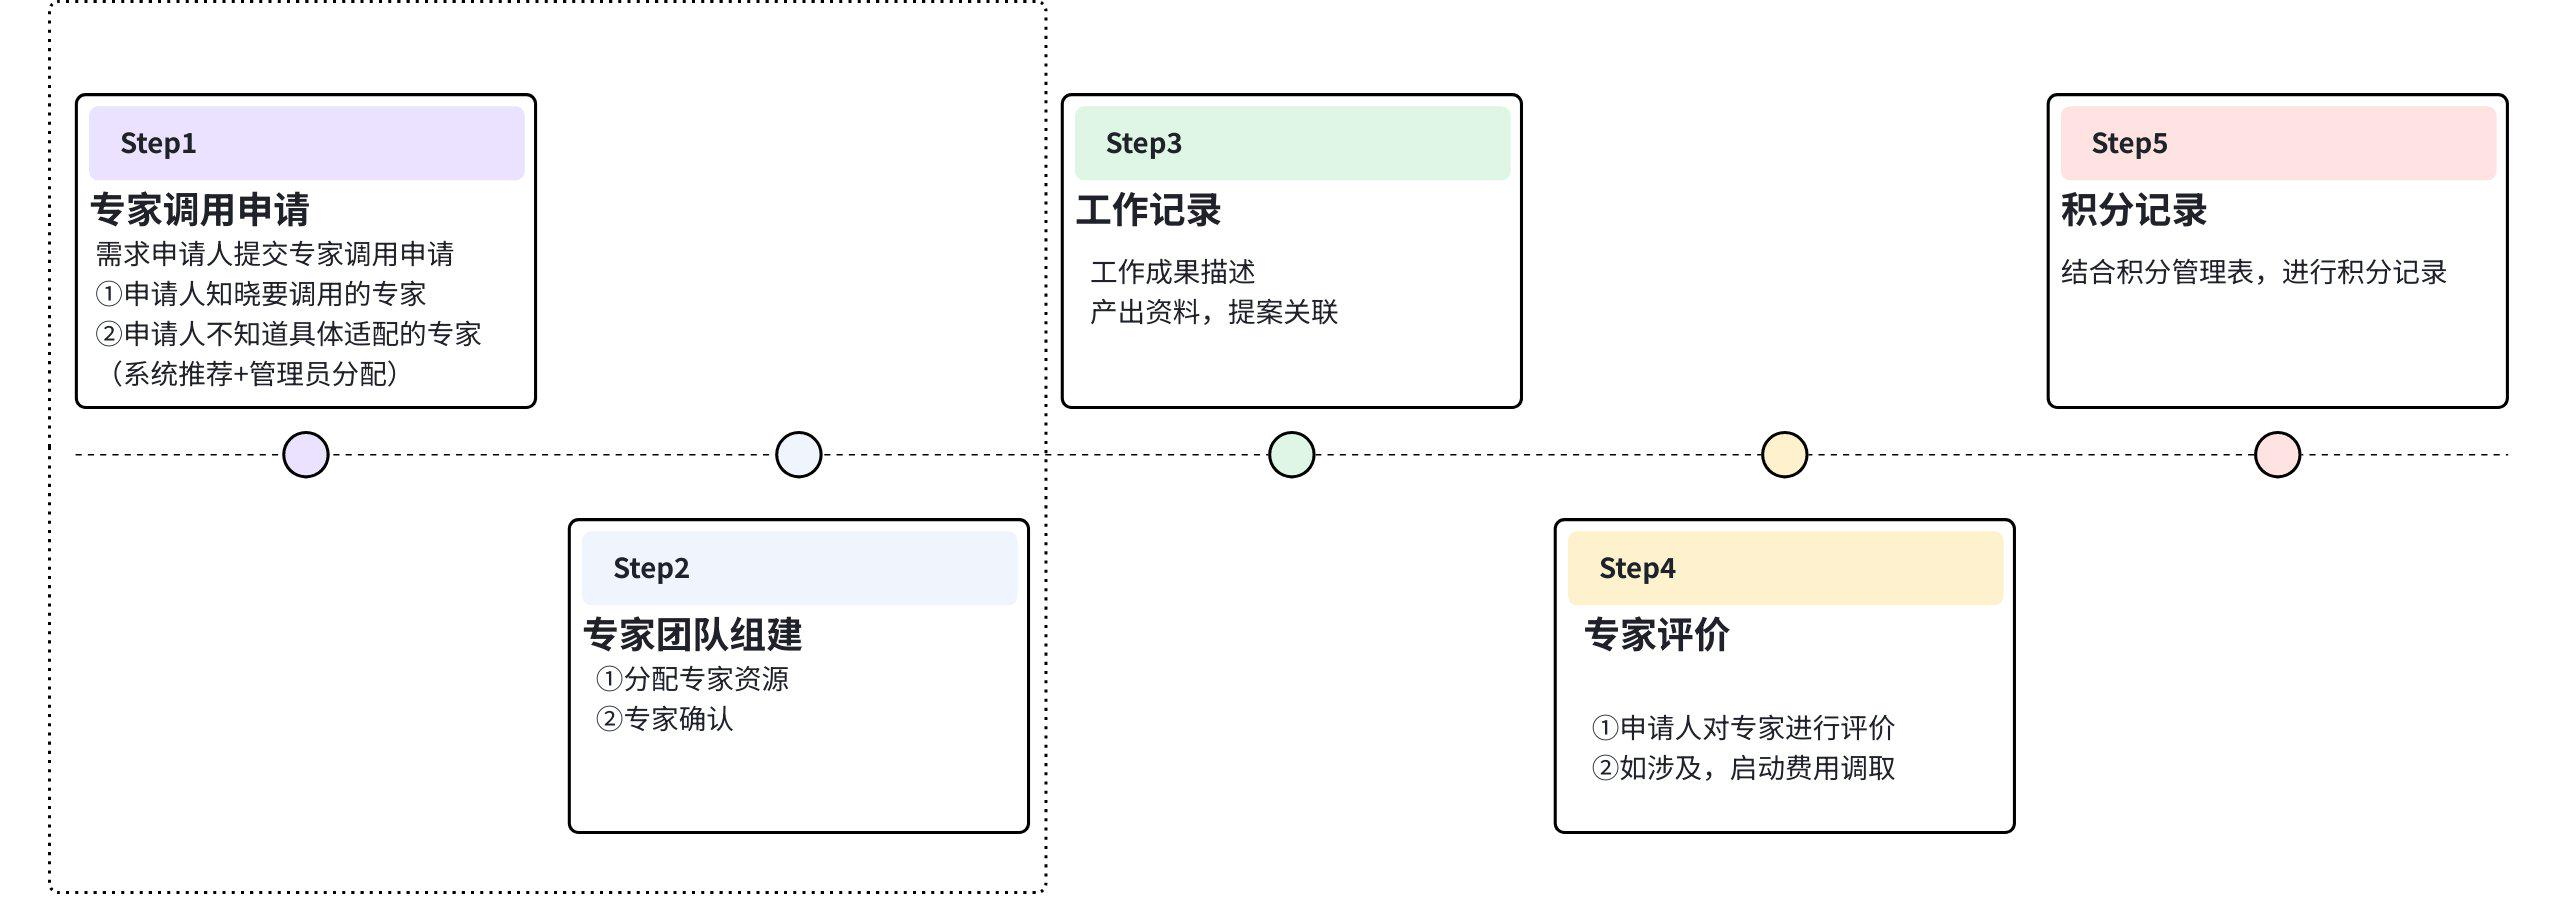 Step1
专家调用申请
需求申请人提交专家调用申请
①申请人知晓要调用的专家
②申请人不知道具体适配的专家
（系统推荐+管理员分配）
Step2
专家团队组建
①分配专家资源
②专家确认
Step3
工作记录
工作成果描述
产出资料，提案关联
Step4
专家评价
①申请人对专家进行评价
②如涉及，启动费用调取
Step5
积分记录
结合积分管理表，进行积分记录